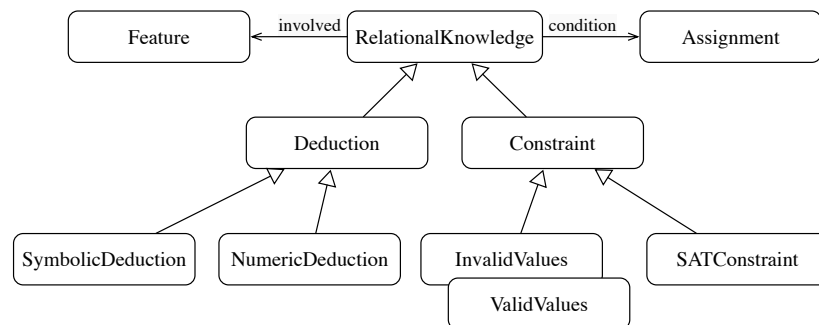 Feature
involved
RelationalKnowledge
condition
Assignment
Deduction
Constraint
SymbolicDeduction
NumericDeduction
InvalidValues
SATConstraint
ValidValues